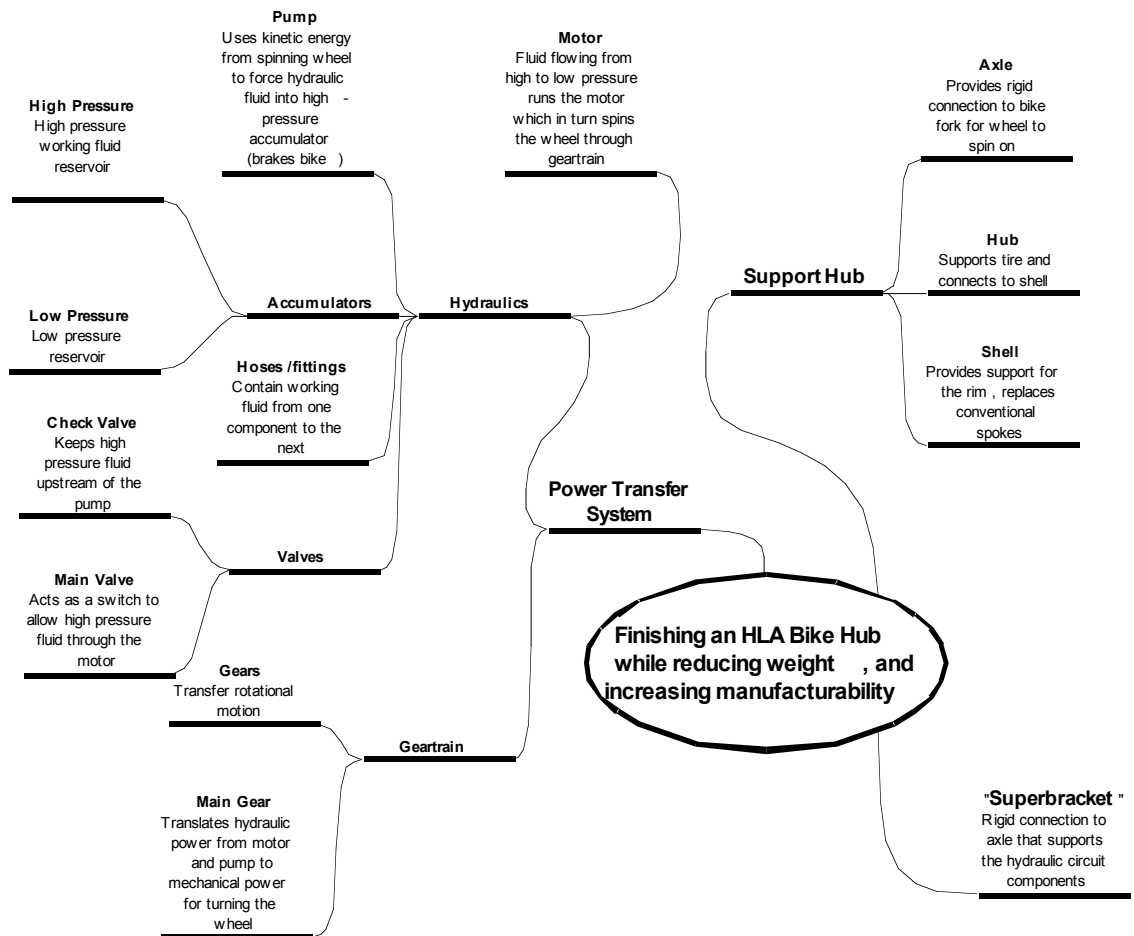 Pump
Uses kinetic energy
from spinning wheel
to force hydraulic
fluid into high -
pressure
accumulator
(brakes bike )
Motor
Fluid flowing from
high to low pressure
runs the motor
which in turn spins
the wheel through
geartrain
Axle
Provides rigid
connection to bike
fork for wheel to
spin on
High Pressure
High pressure
working fluid
reservoir
Hub
Supports tire and
connects to shell
Support Hub
Accumulators
Hydraulics
Low Pressure
Low pressure
reservoir
Shell
Provides support for
the rim , replaces
conventional
spokes
Hoses /fittings
Contain working
fluid from one
component to the
next
Check Valve
Keeps high
pressure fluid
upstream of the
pump
Power Transfer
System
Valves
Main Valve
Acts as a switch to
allow high pressure
fluid through the
motor
Finishing an HLA Bike Hub
while reducing weight , and
increasing manufacturability
Gears
Transfer rotational
motion
Geartrain
Main Gear
Translates hydraulic
power from motor
and pump to
mechanical power
for turning the
wheel
"Superbracket "
Rigid connection to
axle that supports
the hydraulic circuit
components